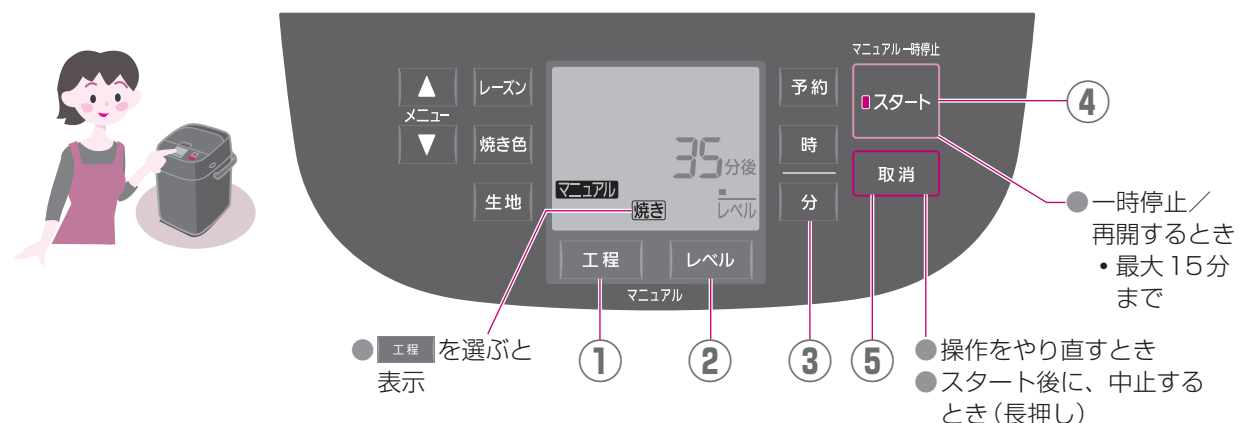 マニュアル一時停止
レーズン
予約
スタート
④
メニュー
焼き色
35分後
時
取消
マニュアル
生地
焼き
レベル
分
●一時停止／
再開するとき
• 最大15分
まで
工程
レベル
マニュアル
● 工程 を選ぶと
表示
①
②
③
⑤
●操作をやり直すとき
●スタート後に、中止する
とき（長押し）